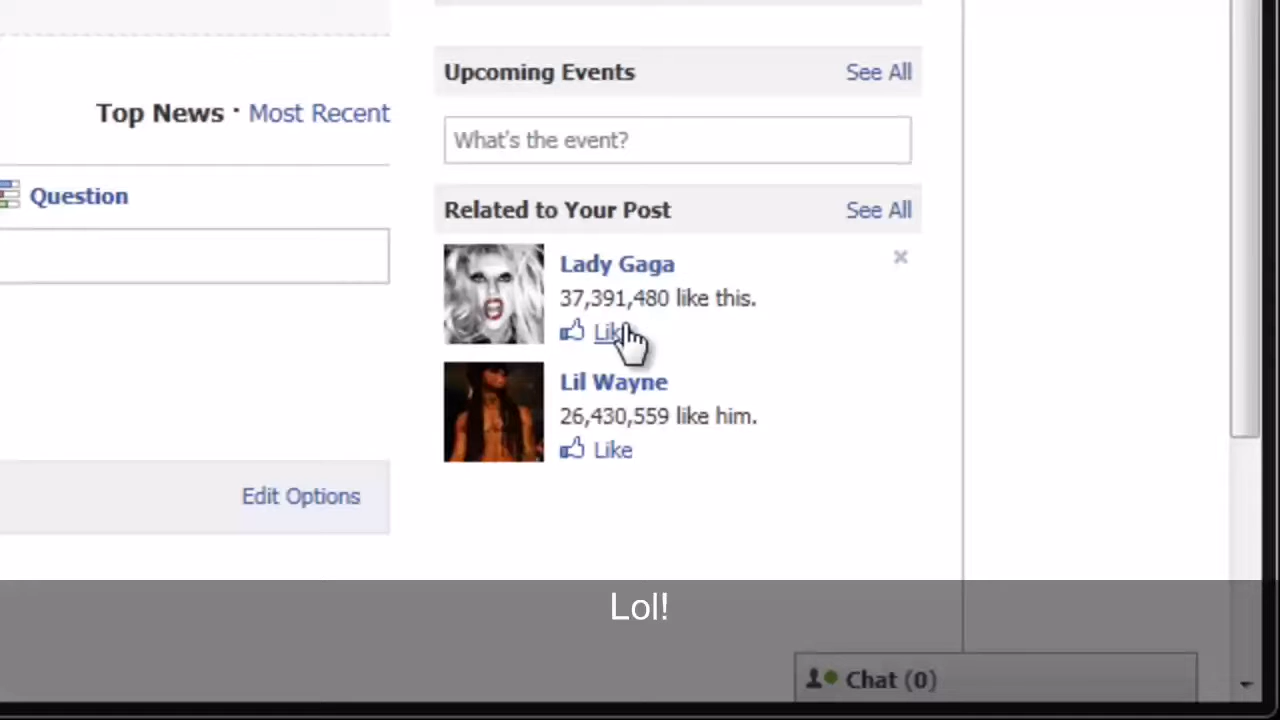 Upcoming Events See All
Top News · Most Recent
What's the event?
Question
Related to Your Post See All
Lady Gaga
37,391,480 like this.
Like
Lil Wayne
26,430,559 like him.
Like
Edit Options
Lol!
Chat (0)